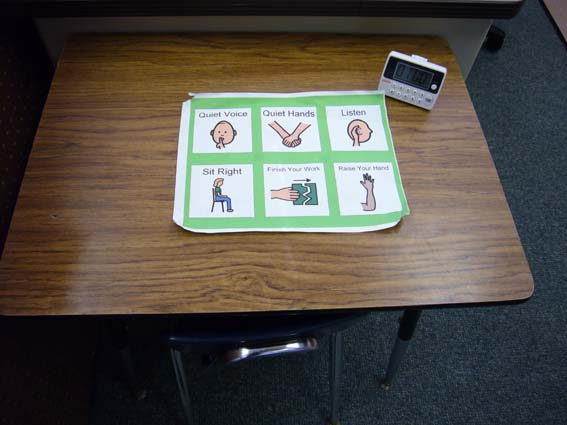 Quiet Voice
Quiet Hands
Listen
Sit Right
Finish Your Work
Raise Your Hand